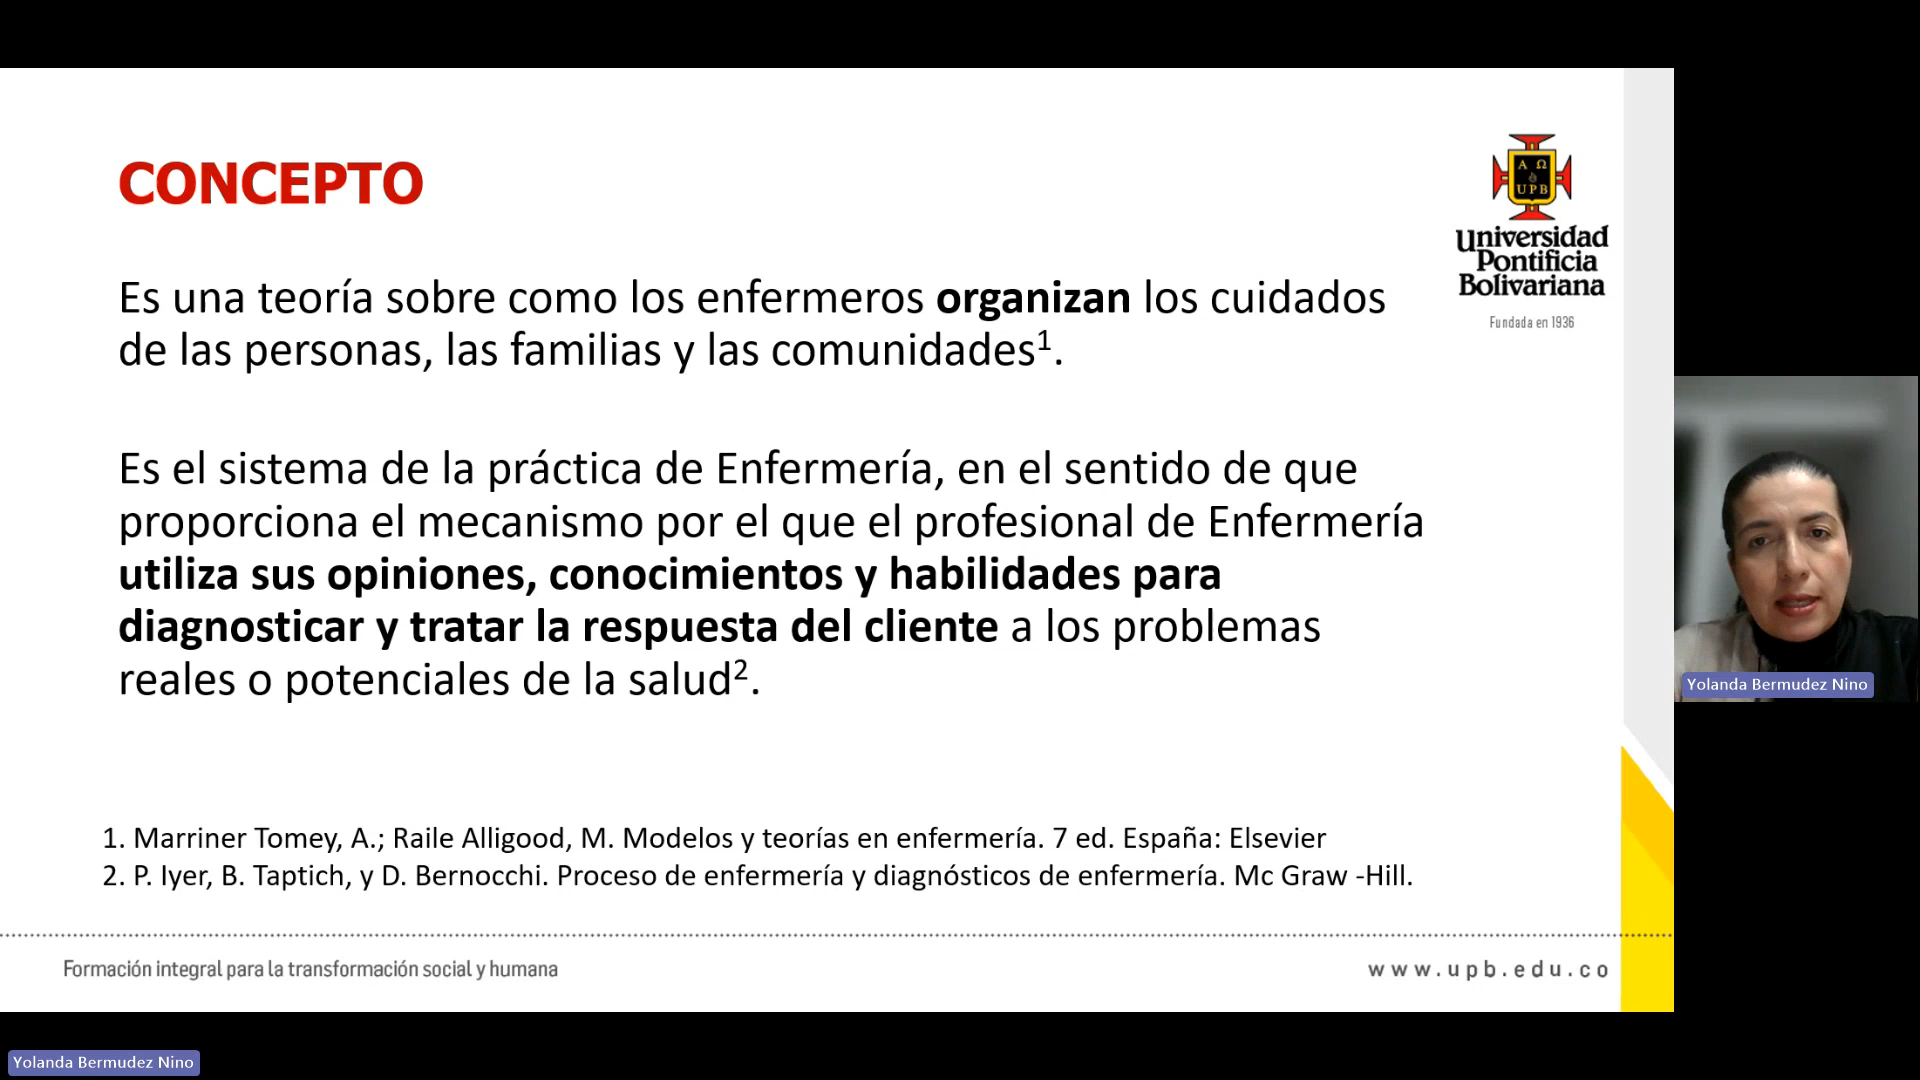 CONCEPTO
Es una teoría sobre como los enfermeros organizan los cuidados
de las personas, las familias y las comunidades¹.
Es el sistema de la práctica de Enfermería, en el sentido de que
proporciona el mecanismo por el que el profesional de Enfermería
utiliza sus opiniones, conocimientos y habilidades para
diagnosticar y tratar la respuesta del cliente a los problemas
reales o potenciales de la salud².
1. Marriner Tomey, A.; Raile Alligood, M. Modelos y teorías en enfermería. 7 ed. España: Elsevier
2. P. Iyer, B. Taptich, y D. Bernocchi. Proceso de enfermería y diagnósticos de enfermería. Mc Graw -Hill.
Formación integral para la transformación social y humana
www.upb.edu.co
A Ω
UPB
Universidad
Pontificia
Bolivariana
Fundada en 1936
Yolanda Bermudez Nino
Yolanda Bermudez Nino